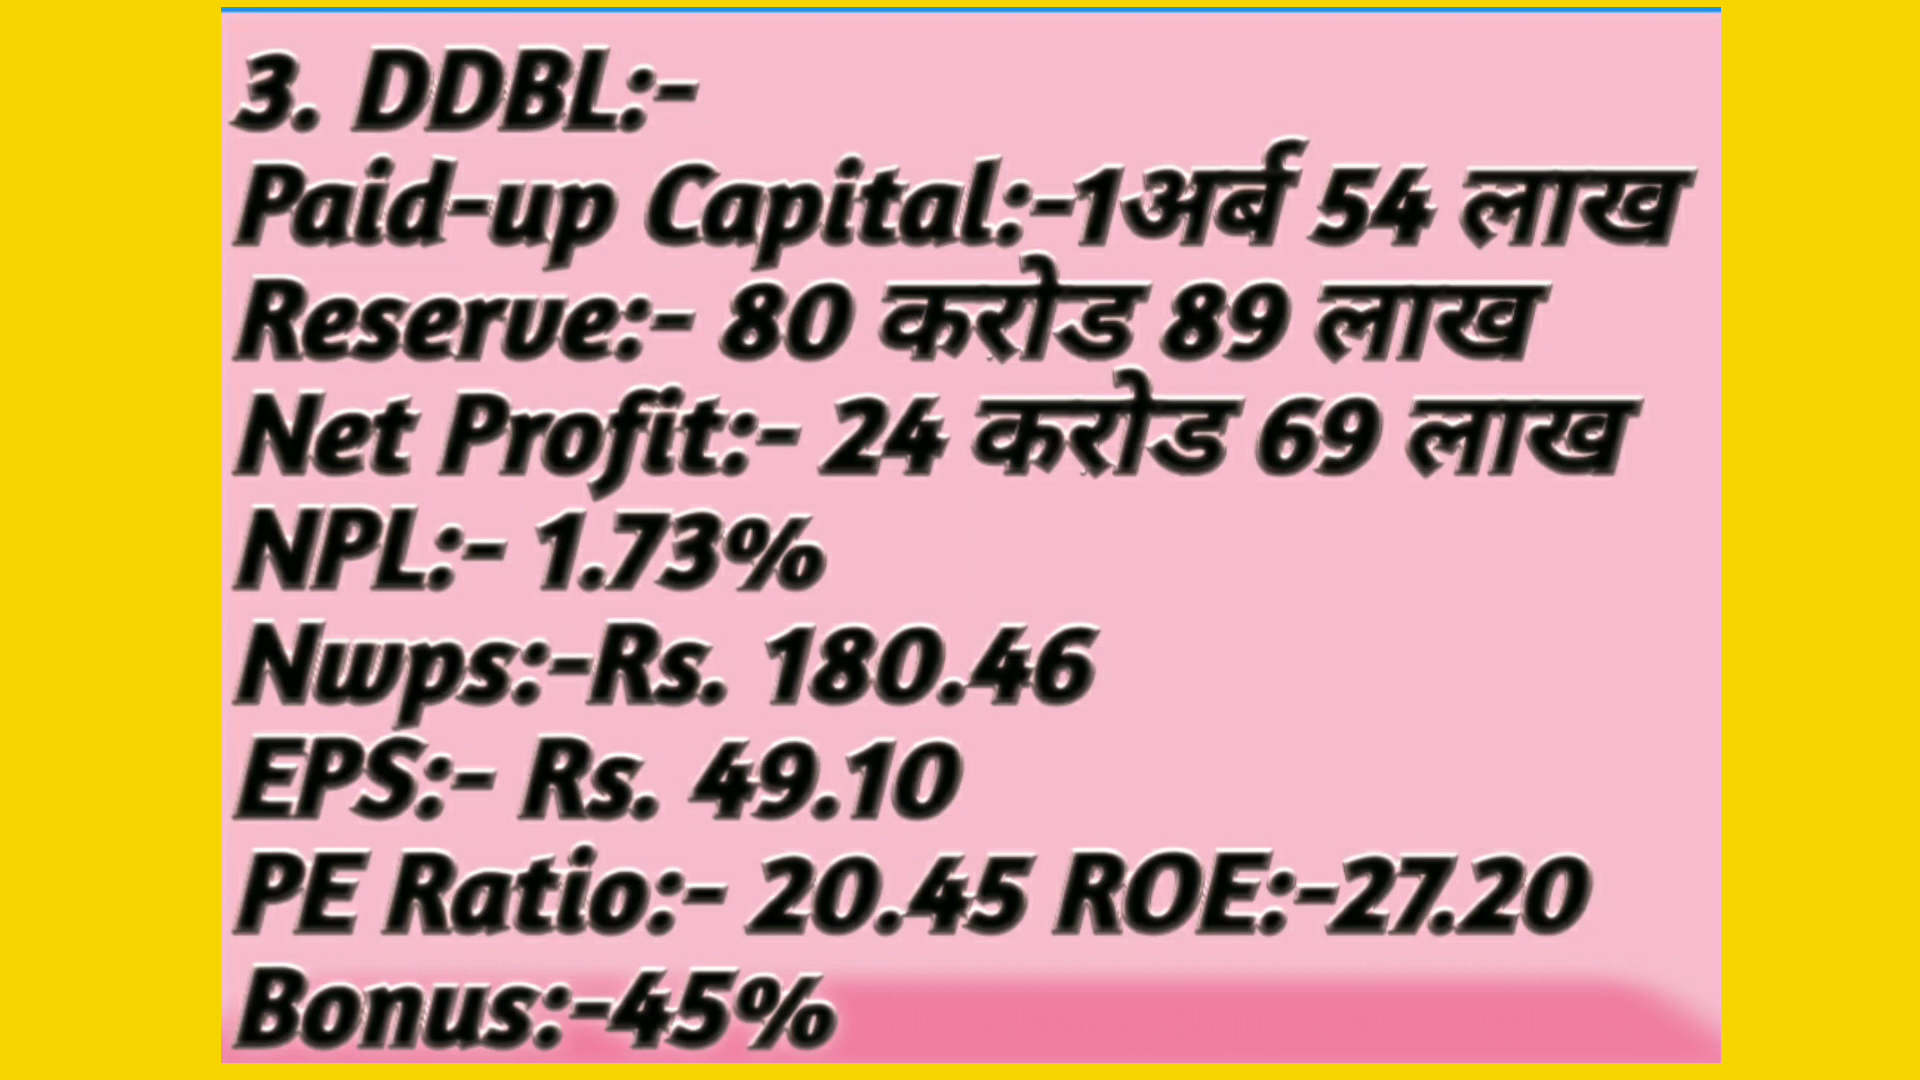 3. DDBL:-
Paid-up Capital:-1अर्ब 54 लाख
Reserve:- 80 करोड 89 लाख
Net Profit:- 24 करोड 69 लाख
NPL:- 1.73%
Nwps:-Rs. 180.46
EPS:- Rs. 49.10
PE Ratio:- 20.45 ROE:-27.20
Bonus:-45%